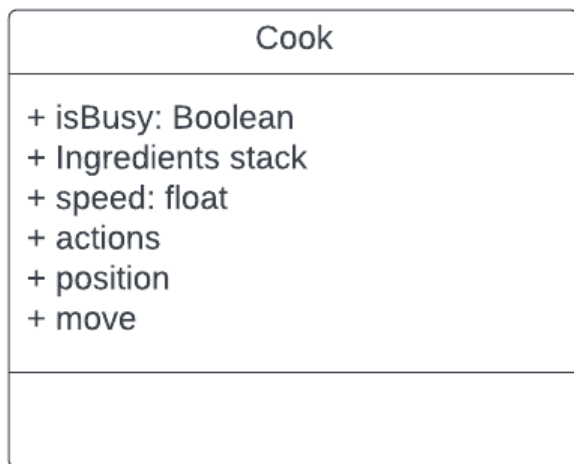 Cook
+ isBusy: Boolean
+ Ingredients stack
+ speed: float
+ actions
+ position
+ move